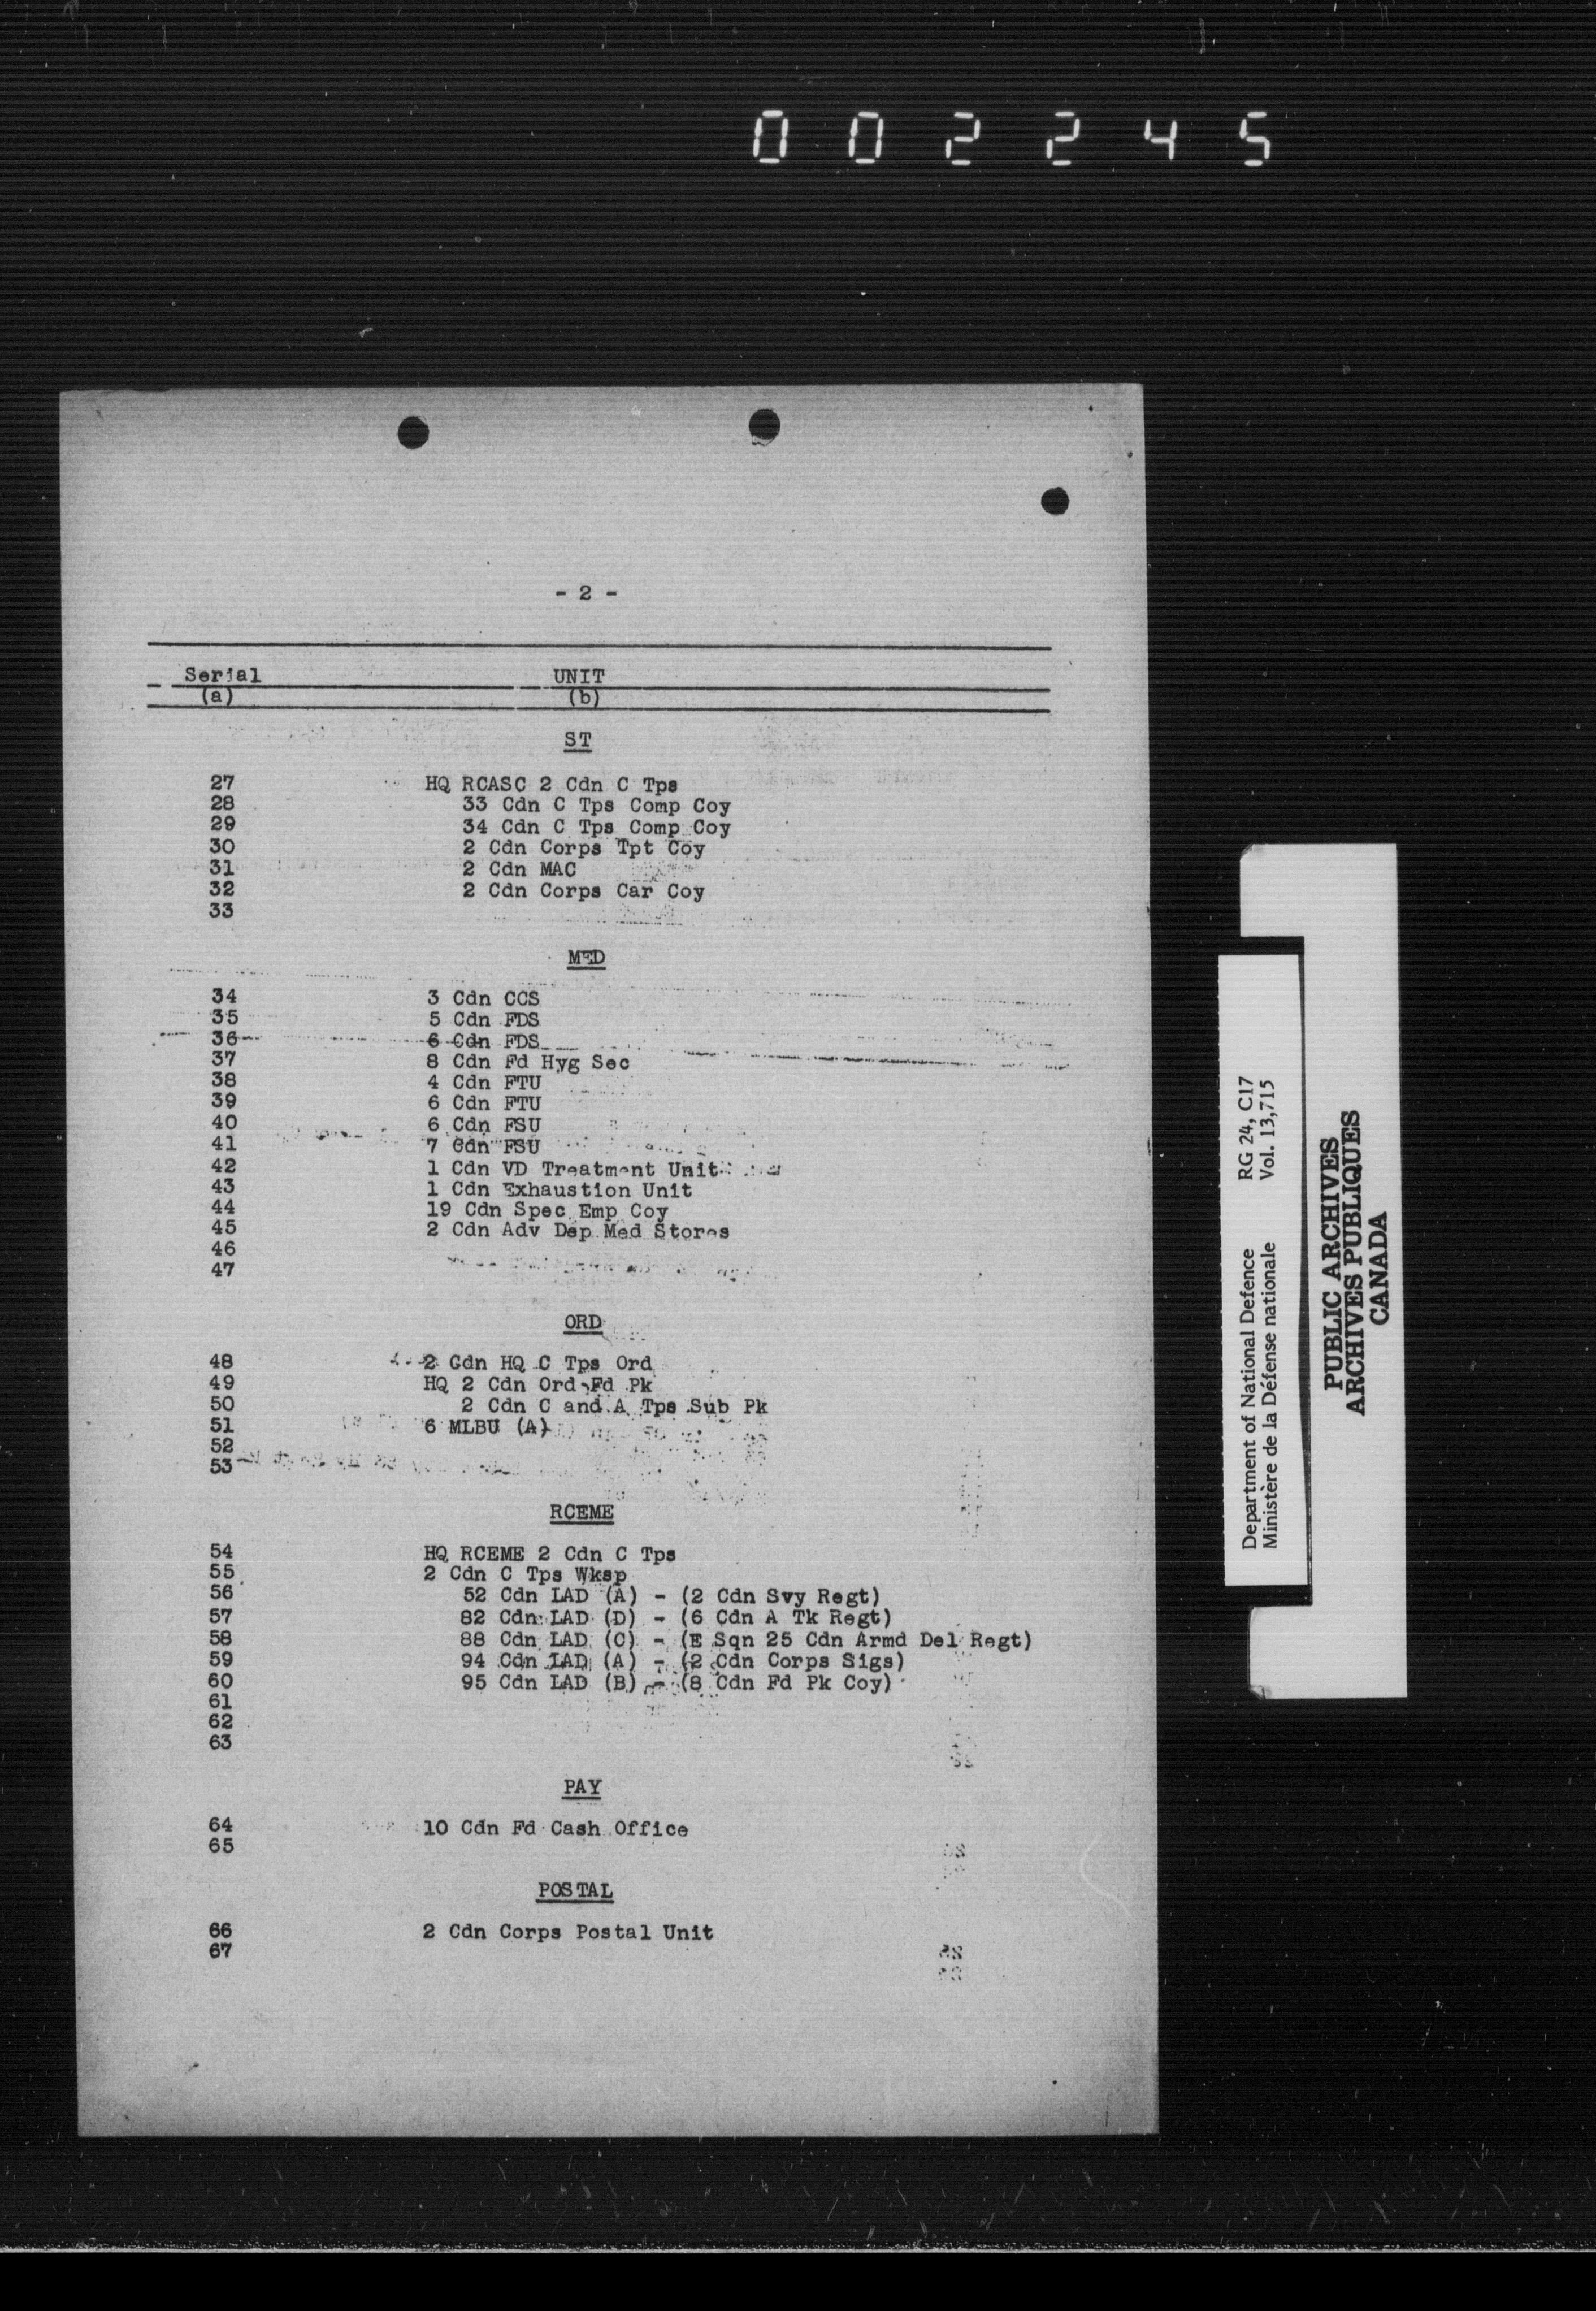 002245
- 2 -
Serial UNIT
(a) (b)
ST
27 HQ RCASC 2 Cdn C Tps
28 33 Cdn C Tps Comp Coy
29 34 Cdn C Tps Comp Coy
30 2 Cdn Corps Tpt Coy
31 2 Cdn MAC
32 2 Cdn Corps Car Coy
33
MED
34 3 Cdn CCS
35 5 Cdn FDS
36 6 Cdn FDS
37 8 Cdn Fd Hyg Sec
38 4 Cdn FTU
39 6 Cdn FTU
40 6 Cdn FSU
41 7 Cdn FSU
42 1 Cdn VD Treatment Unit
43 1 Cdn Exhaustion Unit
44 19 Cdn Spec Emp Coy
45 2 Cdn Adv Dep Med Stores
46
47
ORD
48 2 Cdn HQ C Tps Ord
49 HQ 2 Cdn Ord Fd Pk
50 2 Cdn C and A Tps Sub Pk
51 6 MLBU (A)
52
53
RCEME
54 HQ RCEME 2 Cdn C Tps
55 2 Cdn C Tps Wksp
56 52 Cdn LAD (A) - (2 Cdn Svy Regt)
57 82 Cdn LAD (D) - (6 Cdn A Tk Regt)
58 88 Cdn LAD (C) - (E Sqn 25 Cdn Armd Del Regt)
59 94 Cdn LAD (A) - (2 Cdn Corps Sigs)
60 95 Cdn LAD (B) - (8 Cdn Fd Pk Coy)
61
62
63
PAY
64 10 Cdn Fd Cash Office
65
POSTAL
66 2 Cdn Corps Postal Unit
67
Department of National Defence RG 24, C17
Ministère de la Défense nationale Vol. 13,715
PUBLIC ARCHIVES
ARCHIVES PUBLIQUES
CANADA